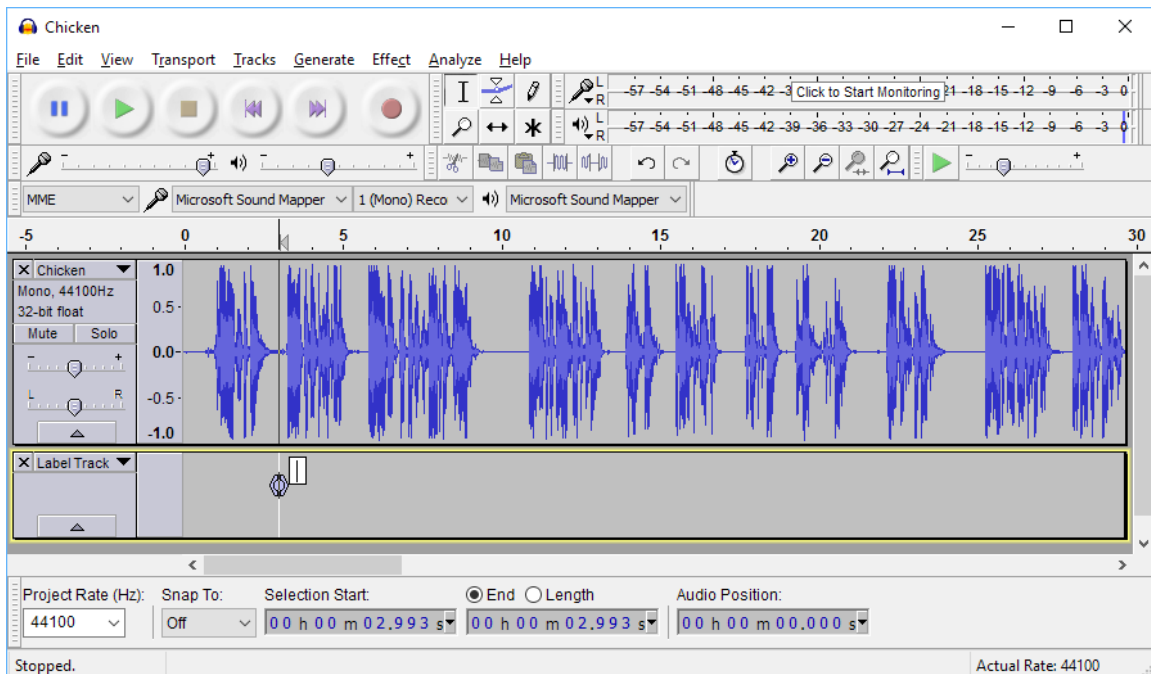 Chicken
File Edit View Transport Tracks Generate Effect Analyze Help
L
R
-57 -54 -51 -48 -45 -42 -3 Click to Start Monitoring 21 -18 -15 -12 -9 -6 -3 0
L
R
-57 -54 -51 -48 -45 -42 -39 -36 -33 -30 -27 -24 -21 -18 -15 -12 -9 -6 -3 0
- + - + - +
MME Microsoft Sound Mapper 1 (Mono) Reco Microsoft Sound Mapper
-5 0 5 10 15 20 25 30
Chicken 1.0
Mono, 44100Hz
32-bit float 0.5
Mute Solo
- + 0.0
L R -0.5
-1.0
Label Track
Project Rate (Hz): Snap To: Selection Start: End Length Audio Position:
44100 Off 00 h 00 m 02.993 s 00 h 00 m 02.993 s 00 h 00 m 00.000 s
Stopped. Actual Rate: 44100